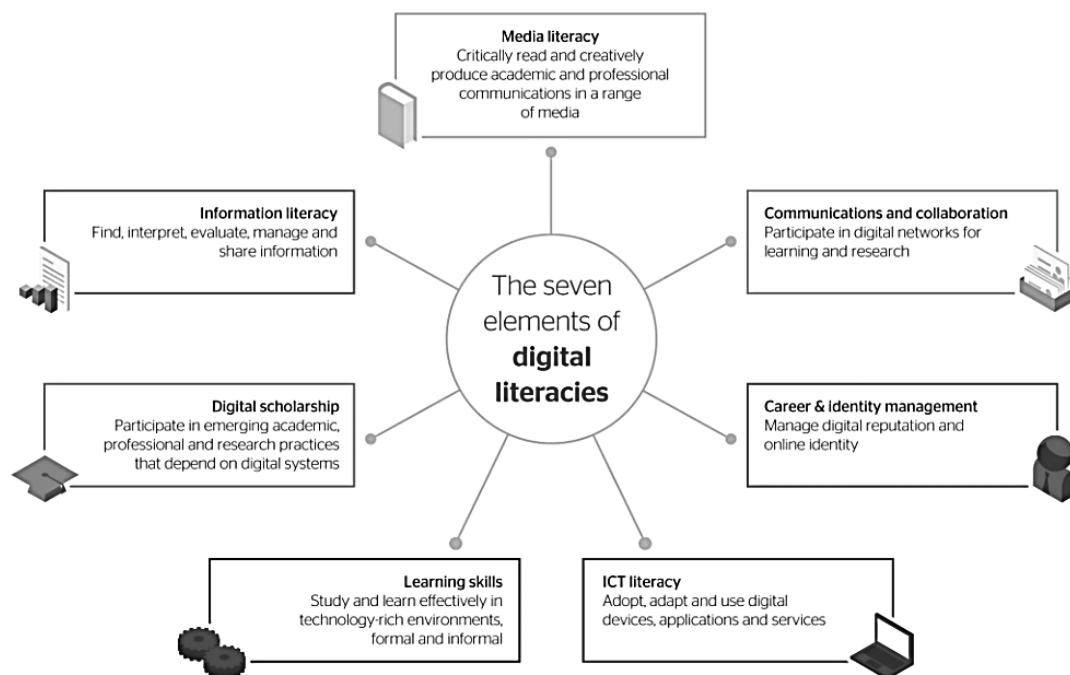 Media literacy
Critically read and creatively
produce academic and professional
communications in a range
of media
Information literacy
Find, interpret, evaluate, manage and
share information
Communications and collaboration
Participate in digital networks for
learning and research
The seven
elements of
digital
literacies
Digital scholarship
Participate in emerging academic,
professional and research practices
that depend on digital systems
Career & identity management
Manage digital reputation and
online identity
Learning skills
Study and learn effectively in
technology-rich environments,
formal and informal
ICT literacy
Adopt, adapt and use digital
devices, applications and services